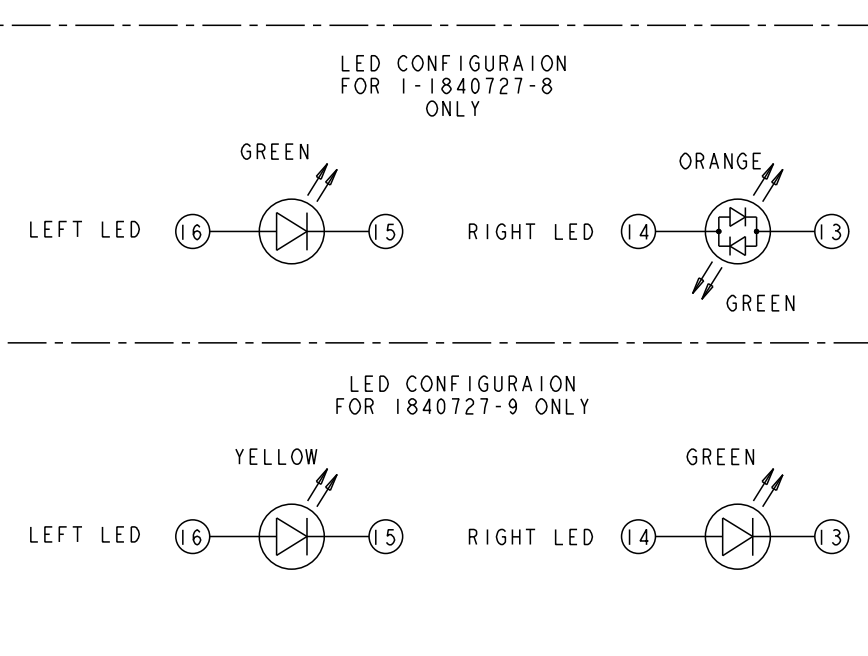 LED CONFIGURAION
FOR 1-1840727-8
ONLY
GREEN
ORANGE
LEFT LED 16 15 RIGHT LED 14 13
GREEN
LED CONFIGURAION
FOR 1840727-9 ONLY
YELLOW
GREEN
LEFT LED 16 15 RIGHT LED 14 13